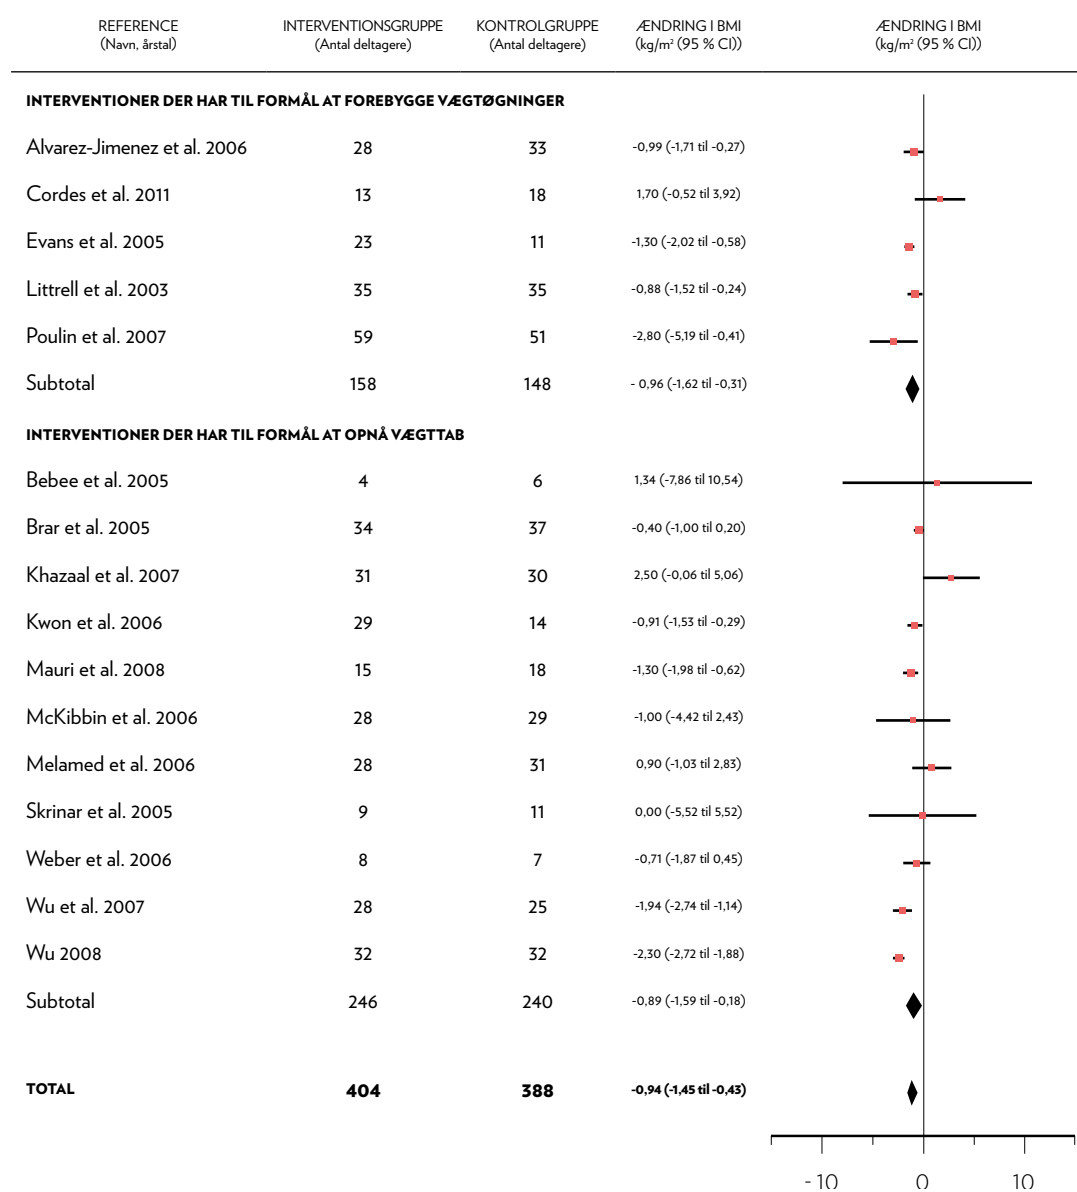 REFERENCE INTERVENTIONSGRUPPE KONTROLGRUPPE ÆNDRING I BMI ÆNDRING I BMI
(Navn, årstal) (Antal deltagere) (Antal deltagere) (kg/m² (95 % CI)) (kg/m² (95 % CI))
INTERVENTIONER DER HAR TIL FORMÅL AT FOREBYGGE VÆGTØGNINGER
Alvarez-Jimenez et al. 2006 28 33 -0,99 (-1,71 til -0,27)
Cordes et al. 2011 13 18 1,70 (-0,52 til 3,92)
Evans et al. 2005 23 11 -1,30 (-2,02 til -0,58)
Littrell et al. 2003 35 35 -0,88 (-1,52 til -0,24)
Poulin et al. 2007 59 51 -2,80 (-5,19 til -0,41)
Subtotal 158 148 - 0,96 (-1,62 til -0,31)
INTERVENTIONER DER HAR TIL FORMÅL AT OPNÅ VÆGTTAB
Bebee et al. 2005 4 6 1,34 (-7,86 til 10,54)
Brar et al. 2005 34 37 -0,40 (-1,00 til 0,20)
Khazaal et al. 2007 31 30 2,50 (-0,06 til 5,06)
Kwon et al. 2006 29 14 -0,91 (-1,53 til -0,29)
Mauri et al. 2008 15 18 -1,30 (-1,98 til -0,62)
McKibbin et al. 2006 28 29 -1,00 (-4,42 til 2,43)
Melamed et al. 2006 28 31 0,90 (-1,03 til 2,83)
Skrinar et al. 2005 9 11 0,00 (-5,52 til 5,52)
Weber et al. 2006 8 7 -0,71 (-1,87 til 0,45)
Wu et al. 2007 28 25 -1,94 (-2,74 til -1,14)
Wu 2008 32 32 -2,30 (-2,72 til -1,88)
Subtotal 246 240 -0,89 (-1,59 til -0,18)
TOTAL 404 388 -0,94 (-1,45 til -0,43)
- 10 0 10